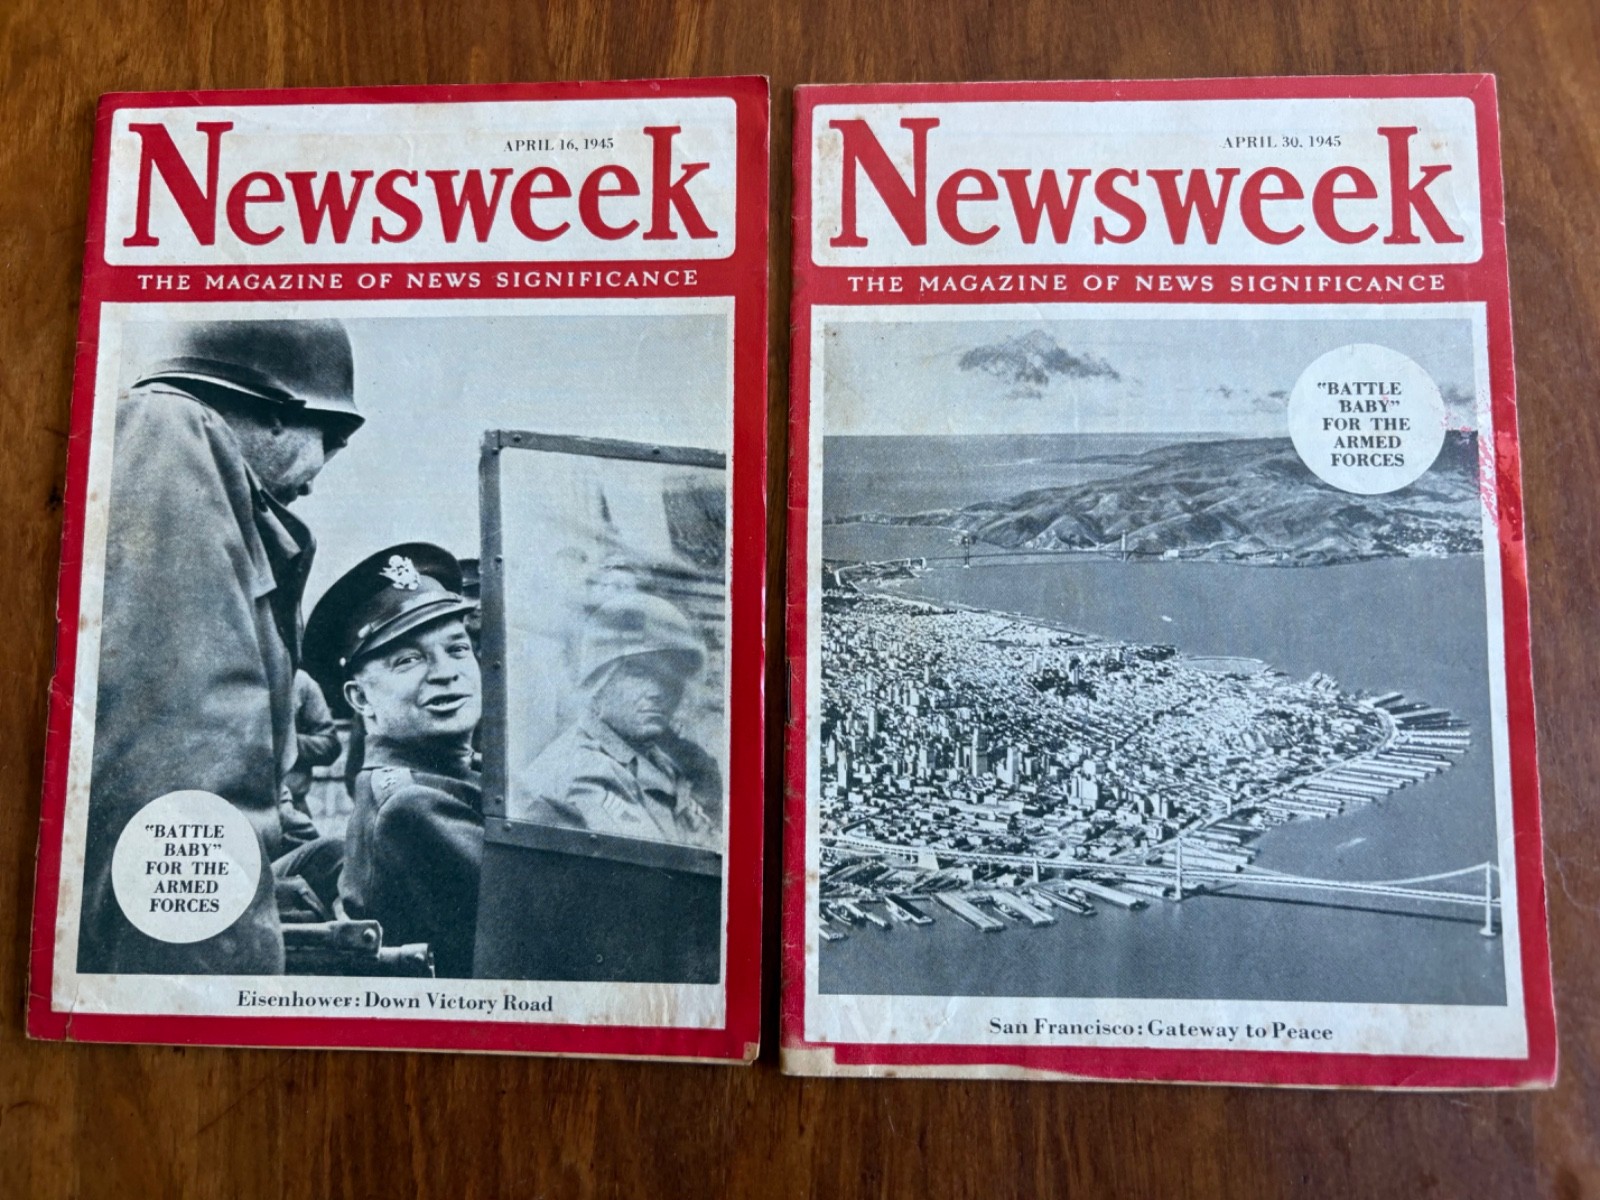 APRIL 16, 1945
Newsweek
THE MAGAZINE OF NEWS SIGNIFICANCE
"BATTLE
BABY"
FOR THE
ARMED
FORCES
Eisenhower: Down Victory Road
APRIL 30, 1945
Newsweek
THE MAGAZINE OF NEWS SIGNIFICANCE
"BATTLE
BABY"
FOR THE
ARMED
FORCES
San Francisco: Gateway to Peace